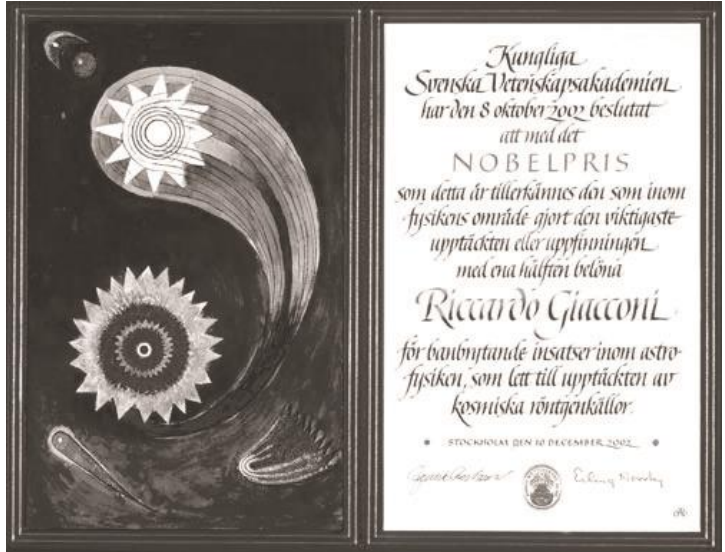 Kungliga
Svenska Vetenskapsakademien
har den 8 oktober 2002 beslutat
att med det
NOBELPRIS
som detta år tillerkännes den som inom
fysikens område gjort den viktigaste
upptäckten eller uppfinningen
med ena hälften belöna
Riccardo Giacconi
för banbrytande insatser inom astro-
fysiken, som lett till upptäckten av
kosmiska röntgenkällor.
STOCKHOLM DEN 10 DECEMBER 2002
Erling Norrby